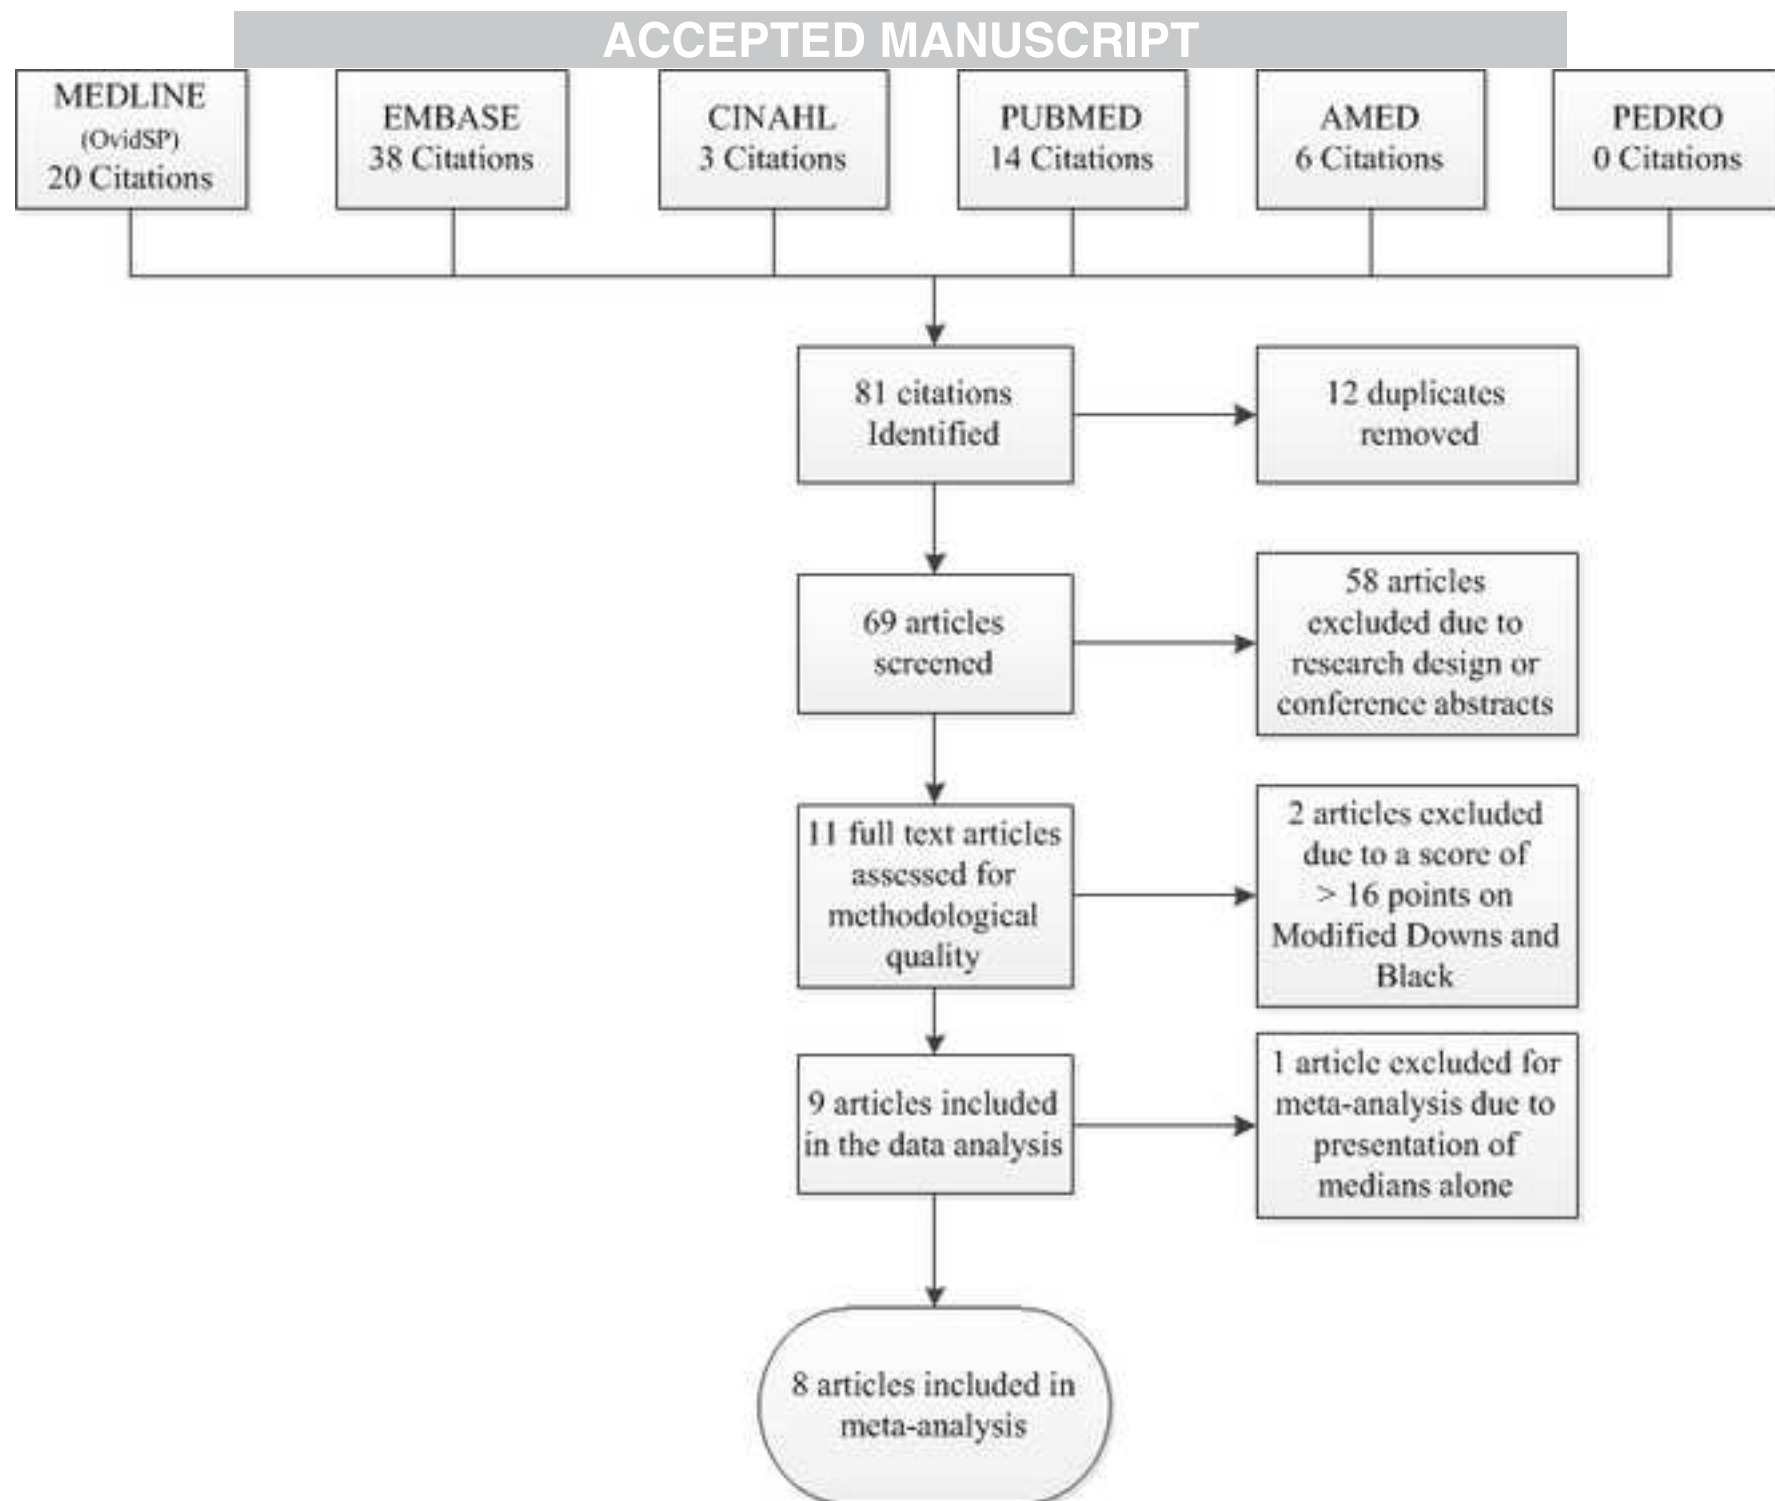 ACCEPTED MANUSCRIPT
MEDLINE
(OvidSP)
20 Citations
EMBASE
38 Citations
CINAHL
3 Citations
PUBMED
14 Citations
AMED
6 Citations
PEDRO
0 Citations
81 citations
Identified
12 duplicates
removed
69 articles
screened
58 articles
excluded due to
research design or
conference abstracts
11 full text articles
assessed for
methodological
quality
2 articles excluded
due to a score of
> 16 points on
Modified Downs and
Black
9 articles included
in the data analysis
1 article excluded for
meta-analysis due to
presentation of
medians alone
8 articles included in
meta-analysis